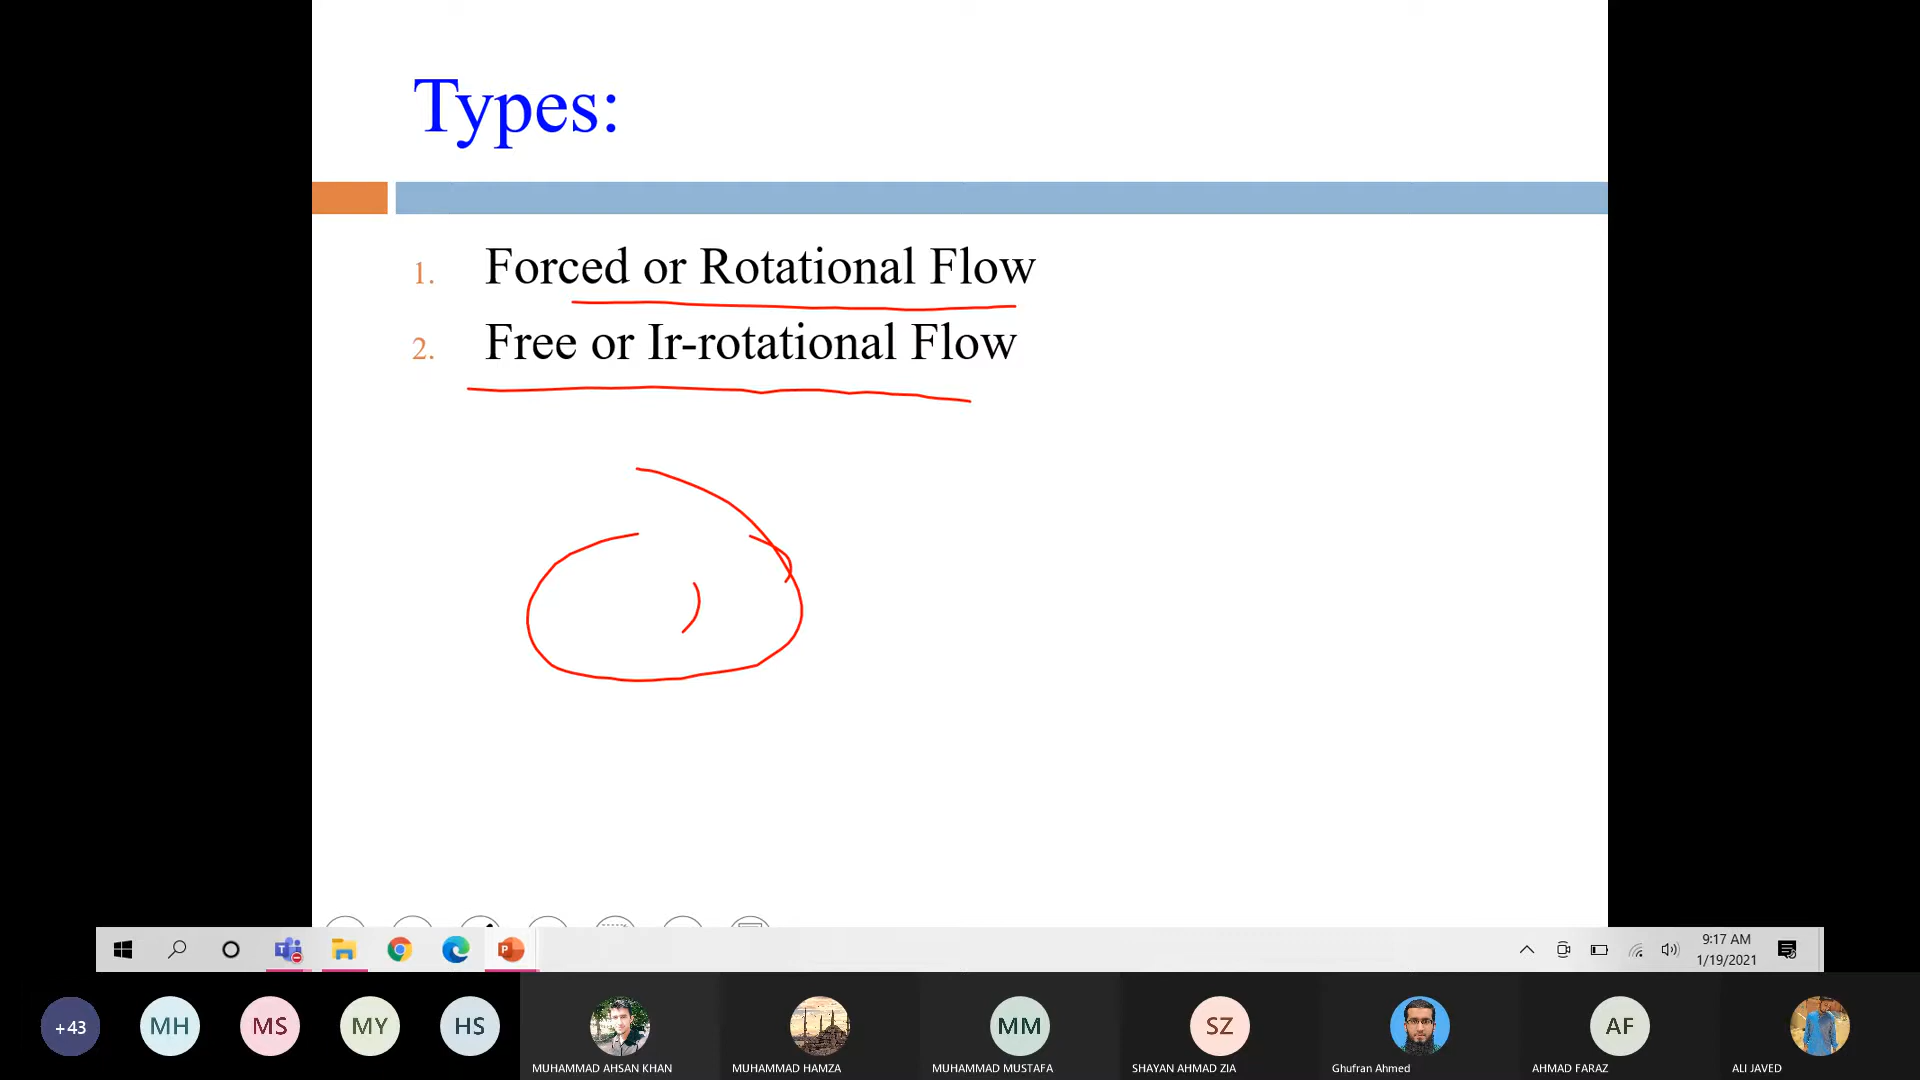 Types:
1. Forced or Rotational Flow
2. Free or Ir-rotational Flow
9:17 AM
1/19/2021
+43 MH MS MY HS MM SZ AF
MUHAMMAD AHSAN KHAN MUHAMMAD HAMZA MUHAMMAD MUSTAFA SHAYAN AHMAD ZIA Ghufran Ahmed AHMAD FARAZ ALI JAVED